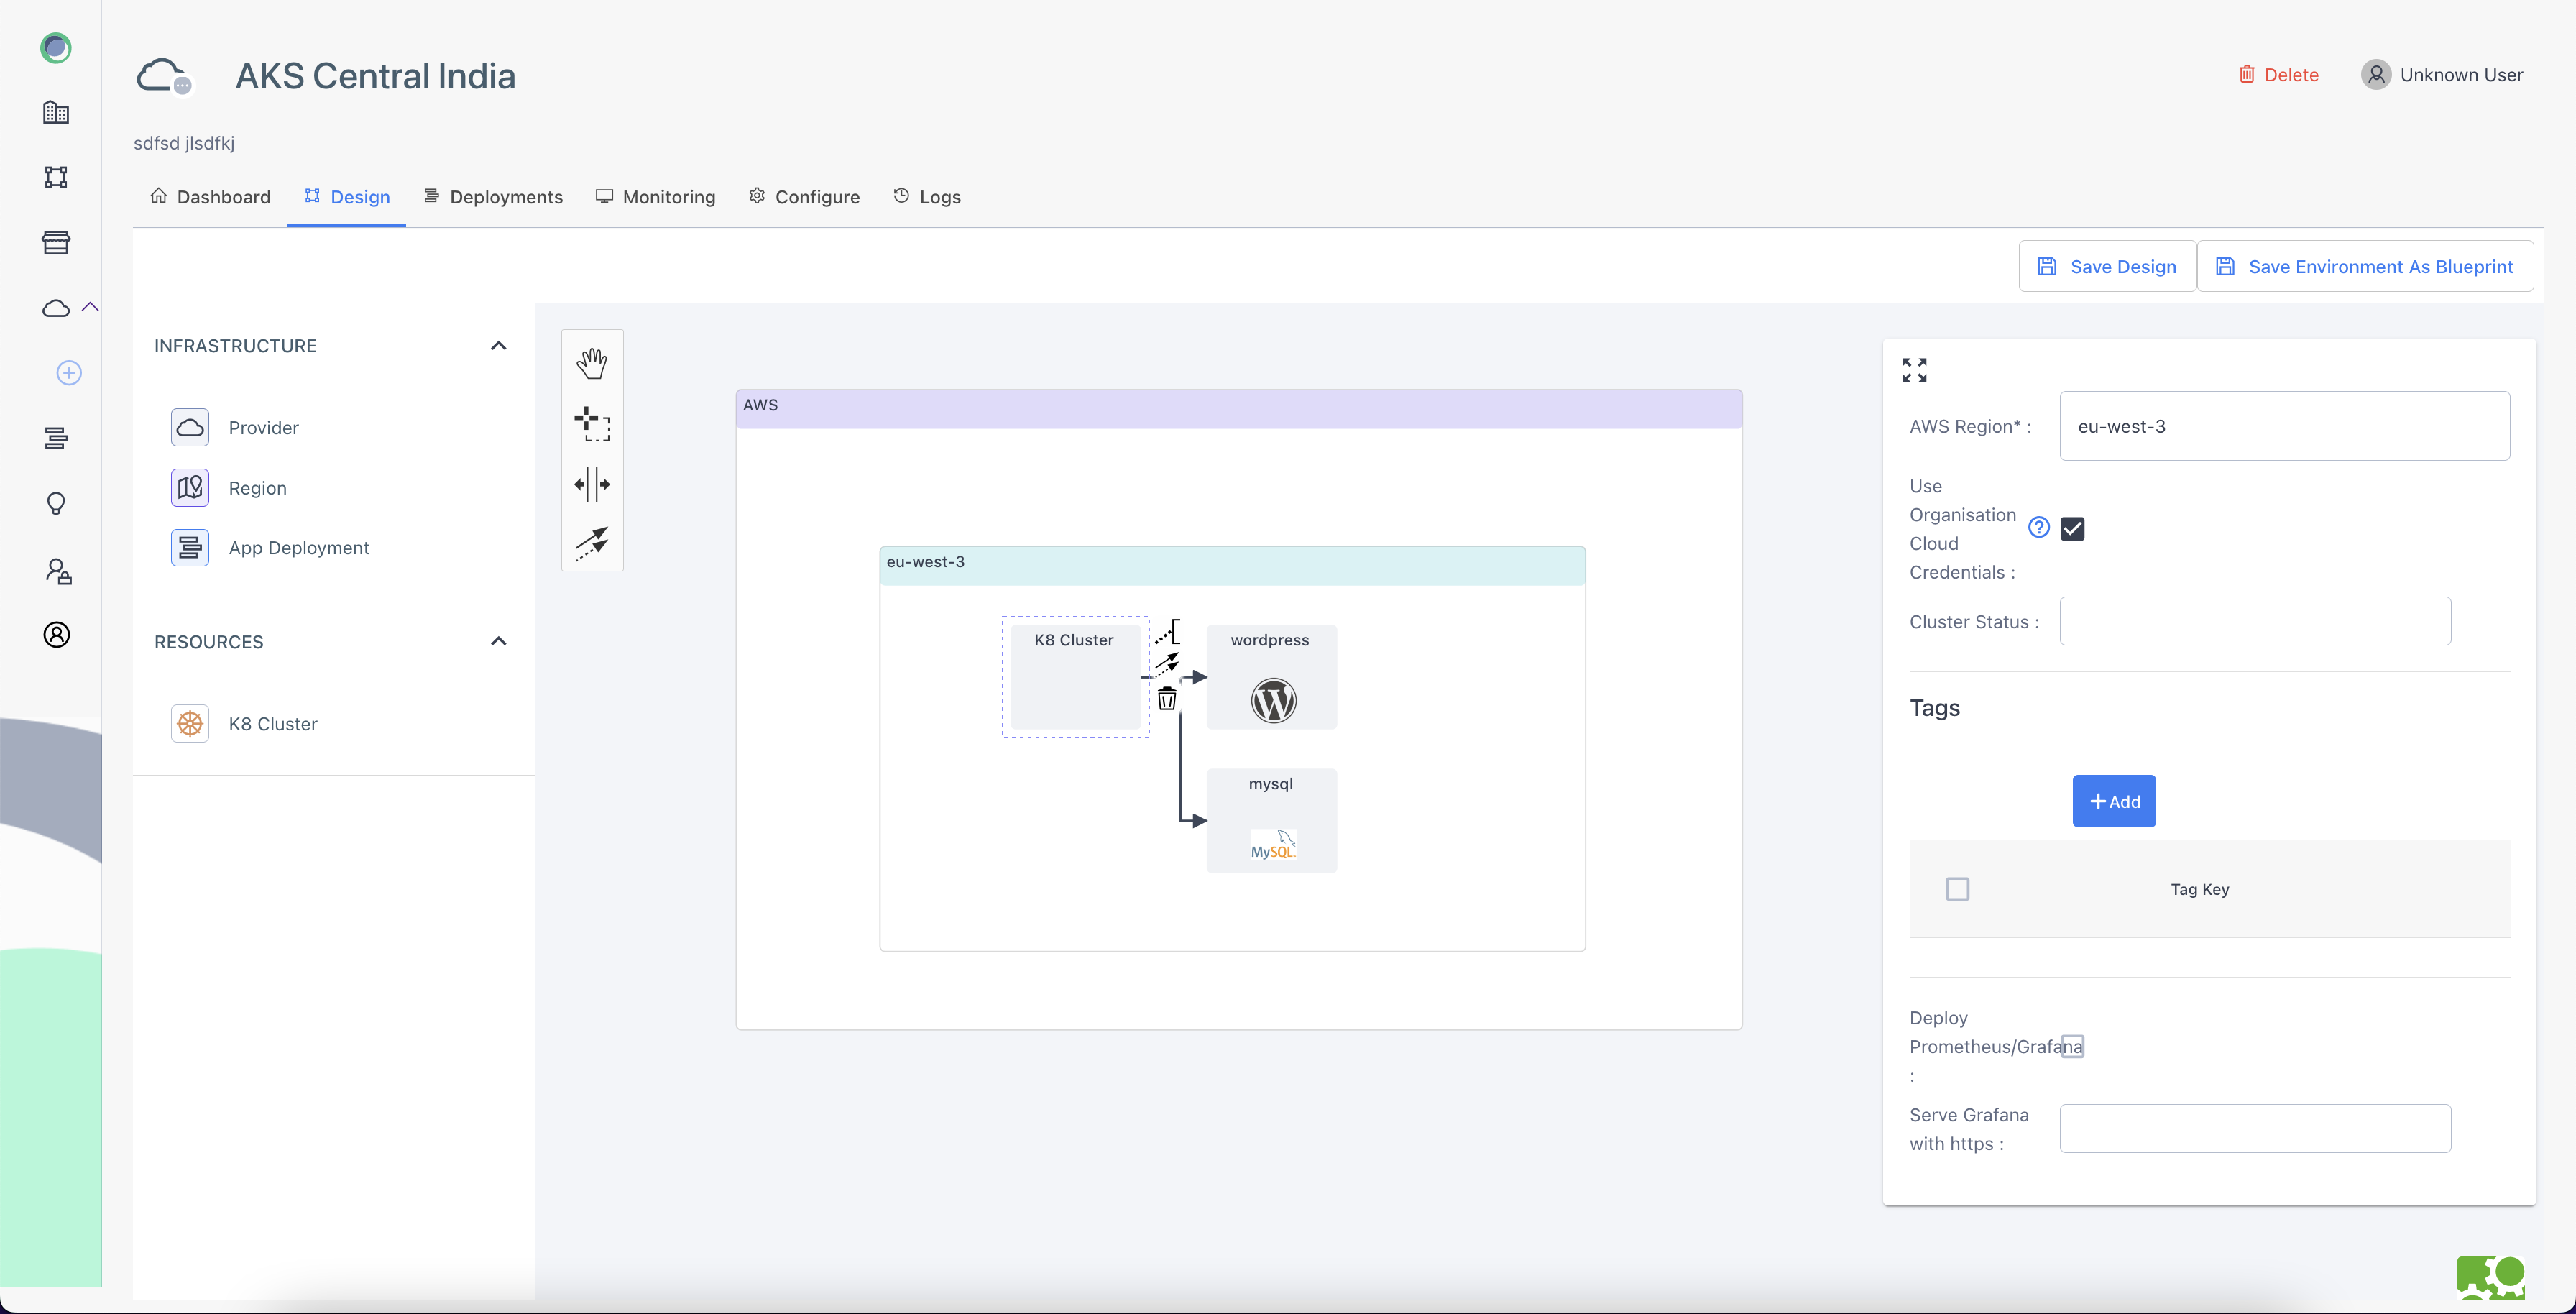 AKS Central India
Delete
Unknown User
sdfsd jlsdfkj
Dashboard
Design
Deployments
Monitoring
Configure
Logs
Save Design
Save Environment As Blueprint
INFRASTRUCTURE
Provider
Region
App Deployment
RESOURCES
K8 Cluster
AWS
eu-west-3
K8 Cluster
wordpress
W
mysql
MySQL
AWS Region* :
eu-west-3
Use
Organisation
Cloud
Credentials :
?
Cluster Status :
Tags
+ Add
Tag Key
Deploy
Prometheus/Grafana
:
Serve Grafana
with https :